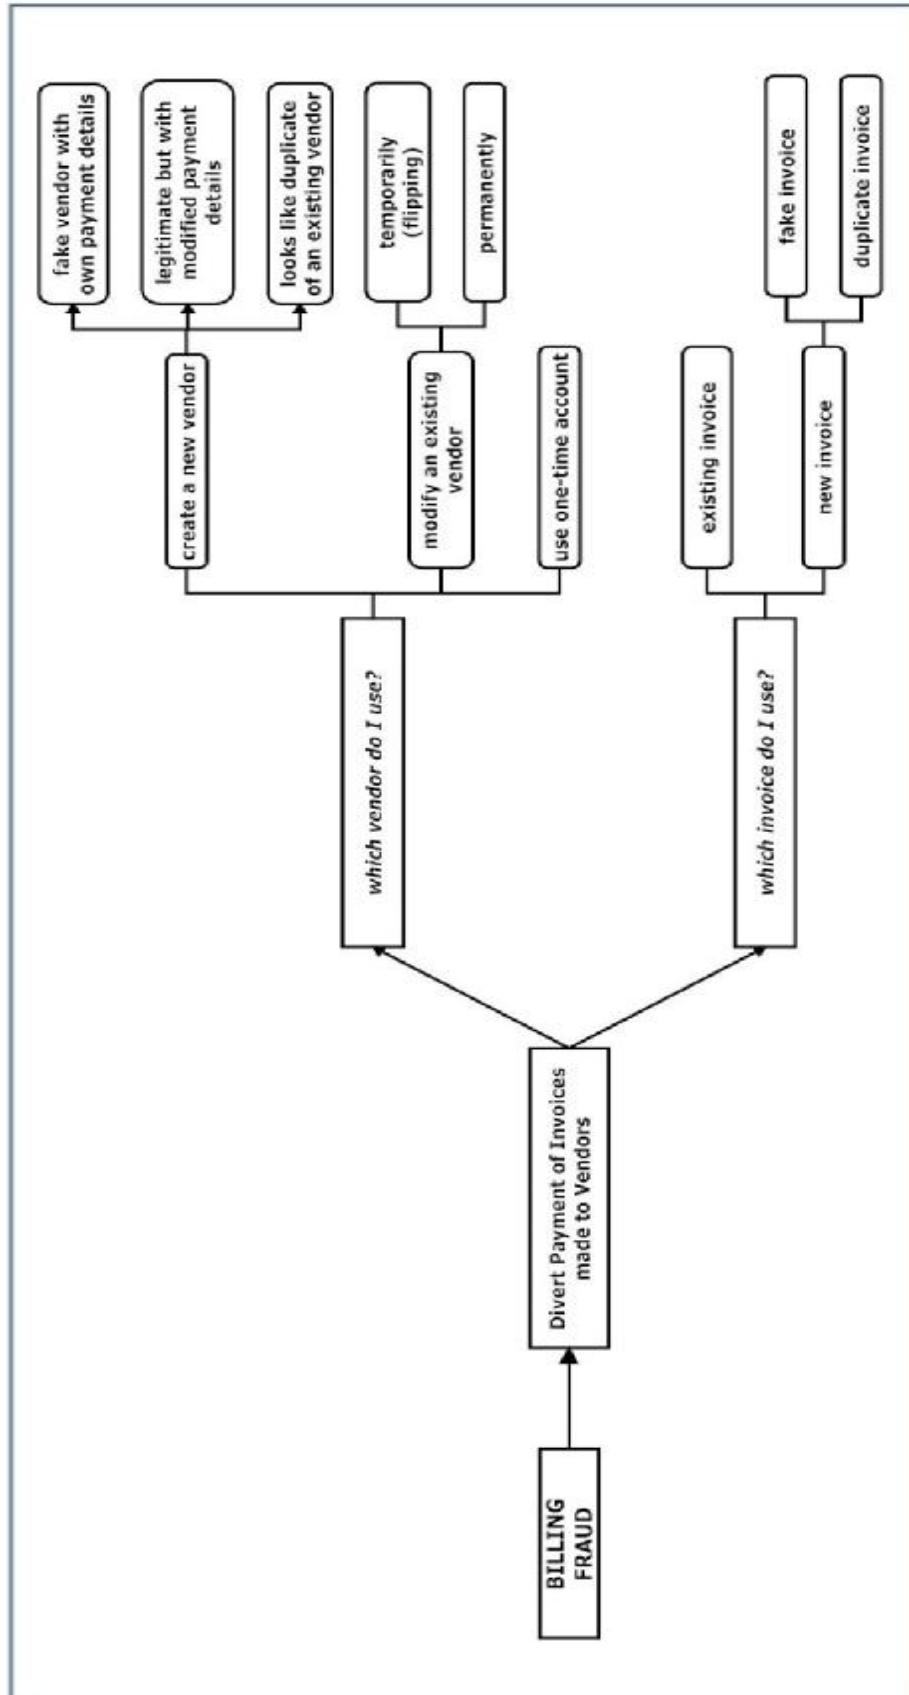 BILLING
FRAUD
Divert Payment of Invoices
made to Vendors
which vendor do I use?
create a new vendor
fake vendor with
own payment details
legitimate but with
modified payment
details
looks like duplicate
of an existing vendor
modify an existing
vendor
temporarily
(flipping)
permanently
use one-time account
which invoice do I use?
existing invoice
new invoice
fake invoice
duplicate invoice